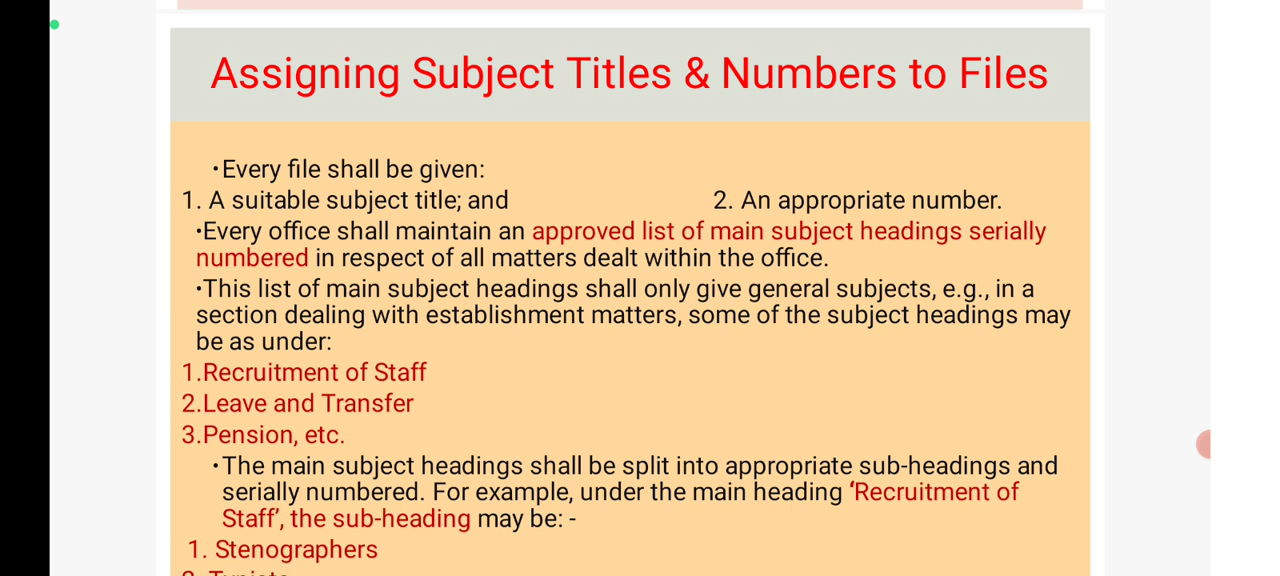 Assigning Subject Titles & Numbers to Files
•Every file shall be given:
1. A suitable subject title; and 2. An appropriate number.
•Every office shall maintain an approved list of main subject headings serially
numbered in respect of all matters dealt within the office.
•This list of main subject headings shall only give general subjects, e.g., in a
section dealing with establishment matters, some of the subject headings may
be as under:
1.Recruitment of Staff
2.Leave and Transfer
3.Pension, etc.
•The main subject headings shall be split into appropriate sub-headings and
serially numbered. For example, under the main heading ‘Recruitment of
Staff’, the sub-heading may be: -
1. Stenographers